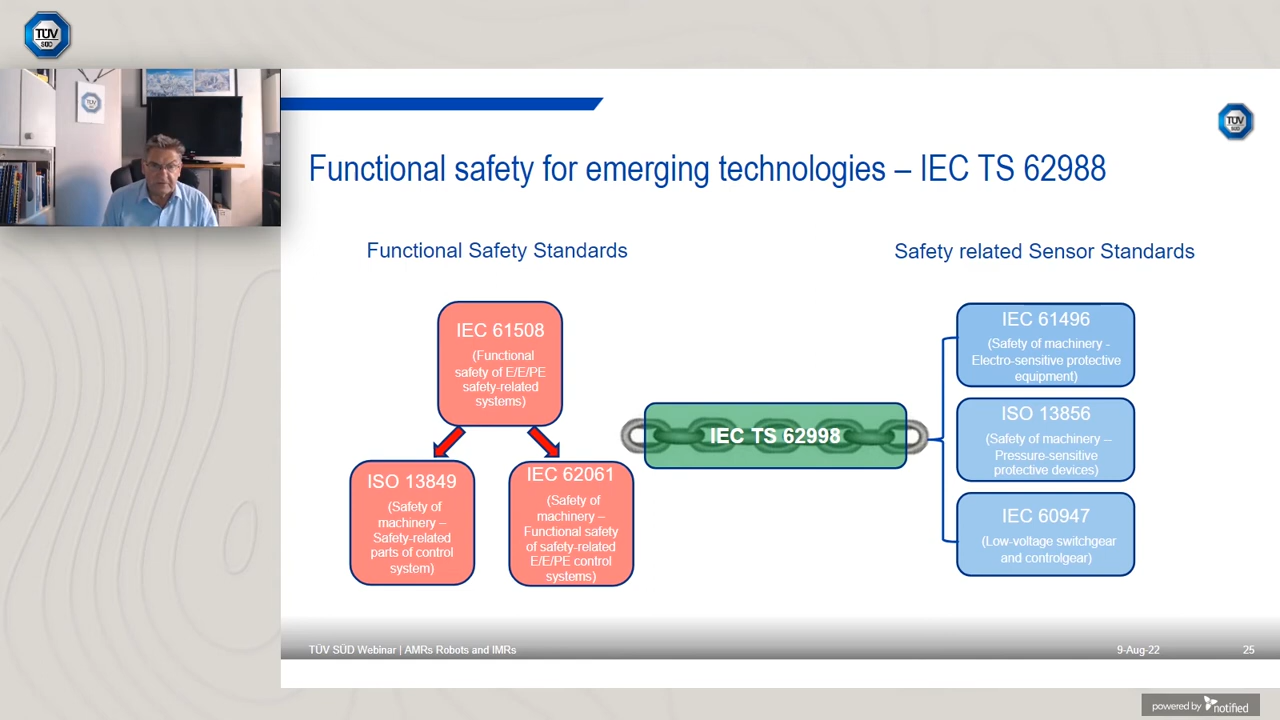 TÜV
SÜD
TÜV
SÜD
Functional safety for emerging technologies – IEC TS 62988
Functional Safety Standards
Safety related Sensor Standards
IEC 61508
(Functional
safety of E/E/PE
safety-related
systems)
ISO 13849
(Safety of
machinery –
Safety-related
parts of control
system)
IEC 62061
(Safety of
machinery –
Functional safety
of safety-related
E/E/PE control
systems)
IEC TS 62998
IEC 61496
(Safety of machinery -
Electro-sensitive protective
equipment)
ISO 13856
(Safety of machinery –
Pressure-sensitive
protective devices)
IEC 60947
(Low-voltage switchgear
and controlgear)
TÜV SÜD Webinar | AMRs Robots and IMRs
9-Aug-22
25
powered by notified